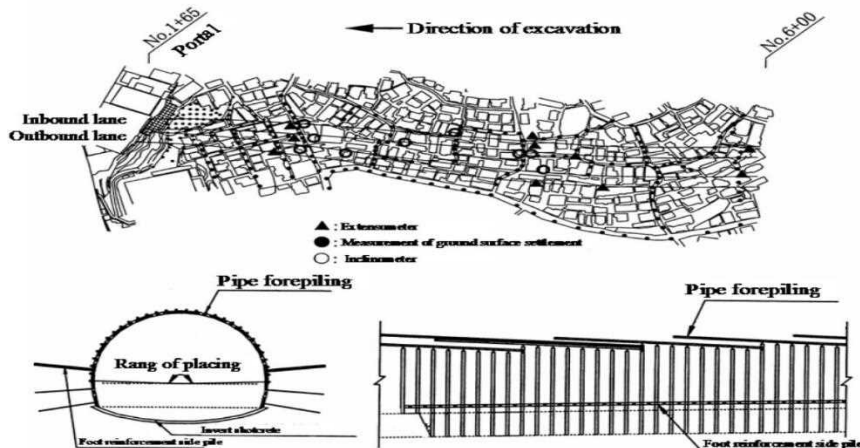 No.1+65
Portal
Direction of excavation
No.6+00
Inbound lane
Outbound lane
▲ : Extensometer
● : Measurement of ground surface settlement
○ : Inclinometer
Pipe forepiling
Rang of placing
Invert shotcrete
Foot reinforcement side pile
Pipe forepiling
Foot reinforcement side pile